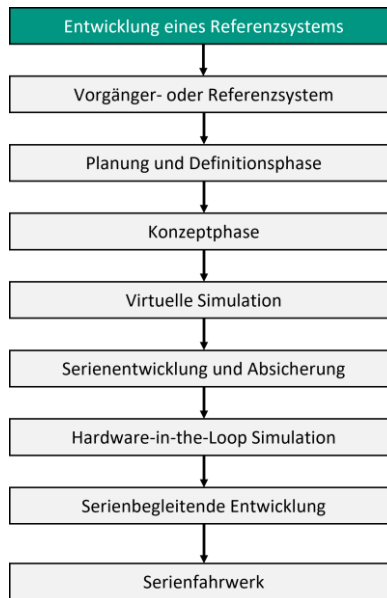 Entwicklung eines Referenzsystems
Vorgänger- oder Referenzsystem
Planung und Definitionsphase
Konzeptphase
Virtuelle Simulation
Serienentwicklung und Absicherung
Hardware-in-the-Loop Simulation
Serienbegleitende Entwicklung
Serienfahrwerk